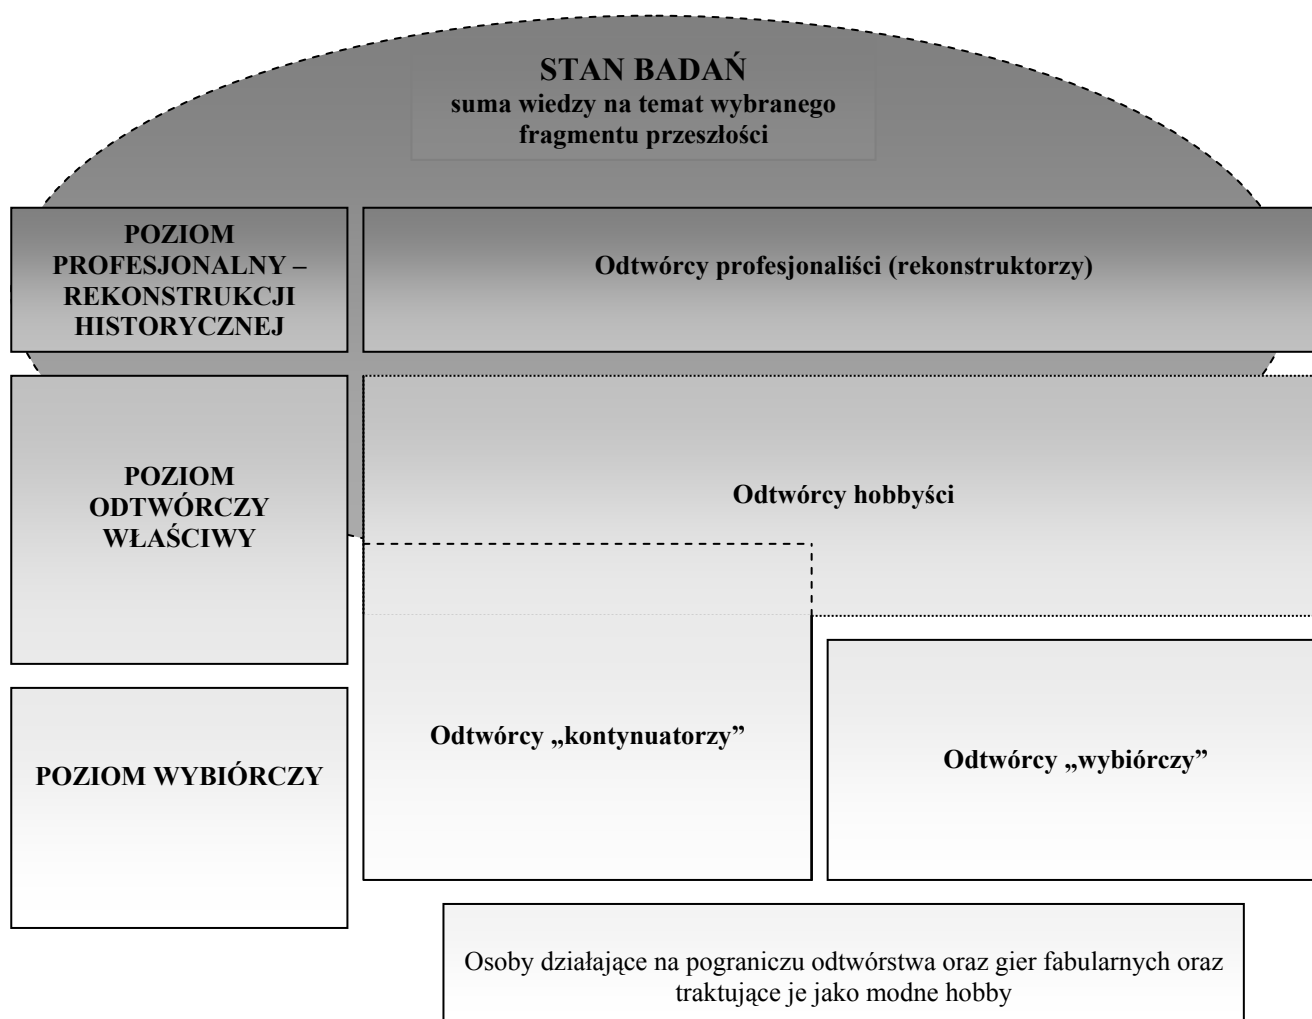 STAN BADAŃ
suma wiedzy na temat wybranego
fragmentu przeszłości
POZIOM
PROFESJONALNY –
REKONSTRUKCJI
HISTORYCZNEJ
Odtwórcy profesjonaliści (rekonstruktorzy)
POZIOM
ODTWÓRCZY
WŁAŚCIWY
Odtwórcy hobbyści
POZIOM WYBIÓRCZY
Odtwórcy „kontynuatorzy”
Odtwórcy „wybiórczy”
Osoby działające na pograniczu odtwórstwa oraz gier fabularnych oraz
traktujące je jako modne hobby